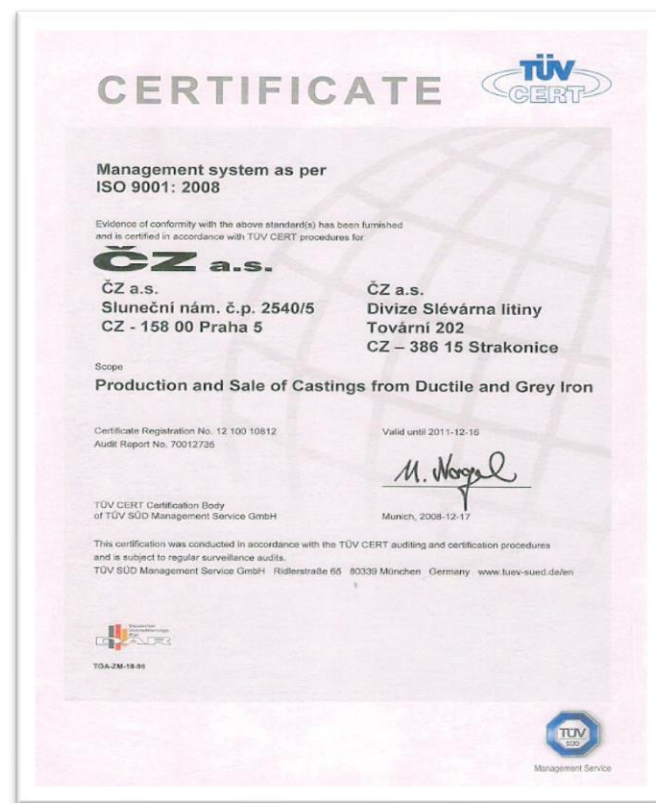 CERTIFICATE
TÜV
CERT
Management system as per
ISO 9001: 2008
Evidence of conformity with the above standard(s) has been furnished
and is certified in accordance with TÜV CERT procedures for
ČZ a.s.
ČZ a.s.
Sluneční nám. č.p. 2540/5
CZ - 158 00 Praha 5
ČZ a.s.
Divize Slévárna litiny
Tovární 202
CZ – 386 15 Strakonice
Scope
Production and Sale of Castings from Ductile and Grey Iron
Certificate Registration No. 12 100 10812
Audit Report No. 70012735
Valid until 2011-12-16
M. Nagel
TÜV CERT Certification Body
of TÜV SÜD Management Service GmbH
Munich, 2008-12-17
This certification was conducted in accordance with the TÜV CERT auditing and certification procedures
and is subject to regular surveillance audits.
TÜV SÜD Management Service GmbH Ridlerstraße 65 80339 München Germany www.tuev-sued.de/en
Deutscher
Akkreditierungs
Rat
DAR
TGA-ZM-18-98
TÜV
SÜD
Management Service